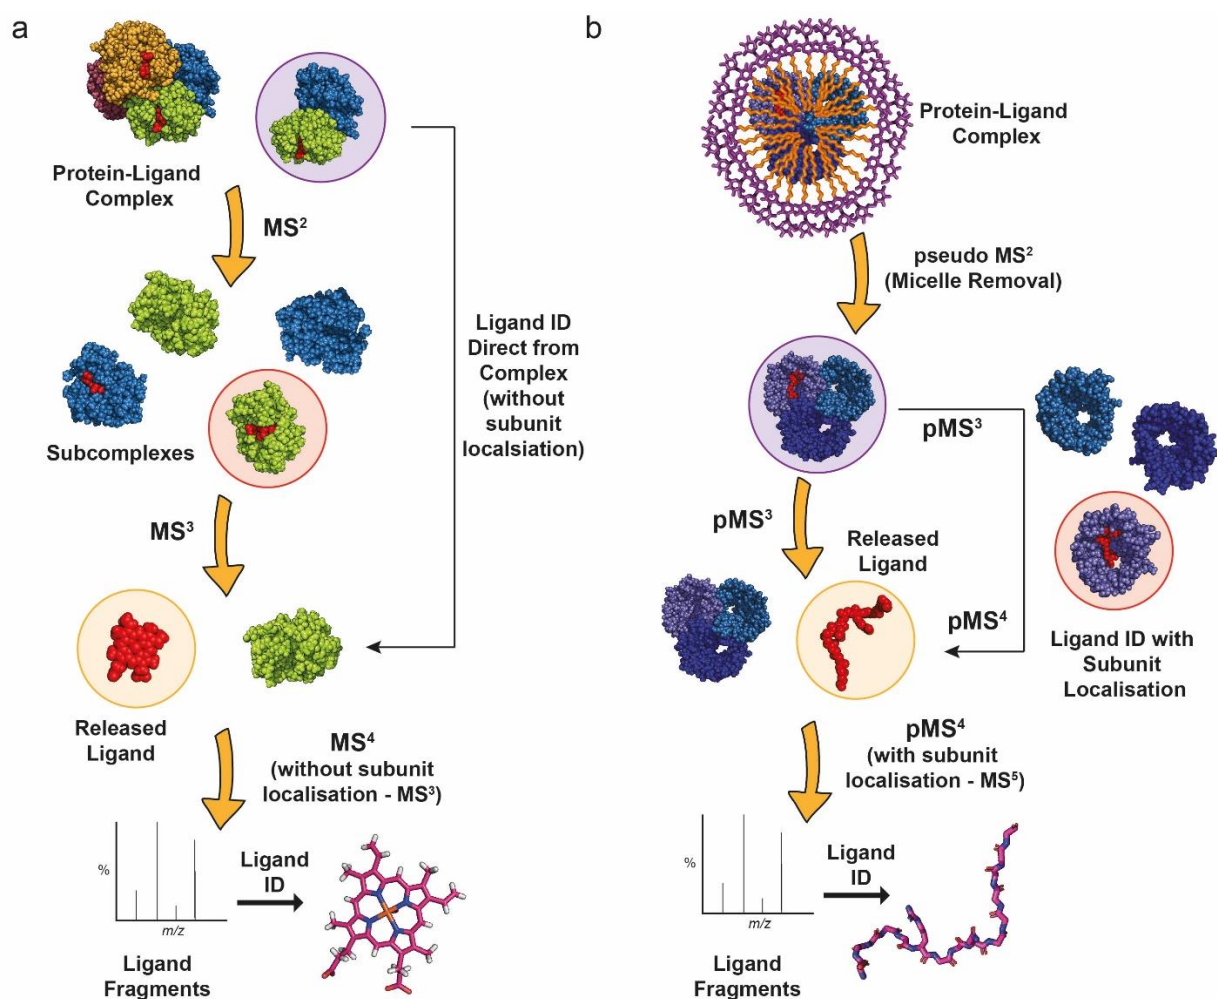 a
Protein-Ligand
Complex
MS²
Ligand ID
Direct from
Complex
(without
subunit
localsiation)
Subcomplexes
MS³
Released
Ligand
MS⁴
(without subunit
localisation - MS³)
%
m/z
Ligand
ID
Ligand
Fragments
b
Protein-Ligand
Complex
pseudo MS²
(Micelle Removal)
pMS³
pMS³
Released
Ligand
pMS⁴
Ligand ID with
Subunit
Localisation
pMS⁴
(with subunit
localisation - MS⁵)
%
m/z
Ligand
ID
Ligand
Fragments